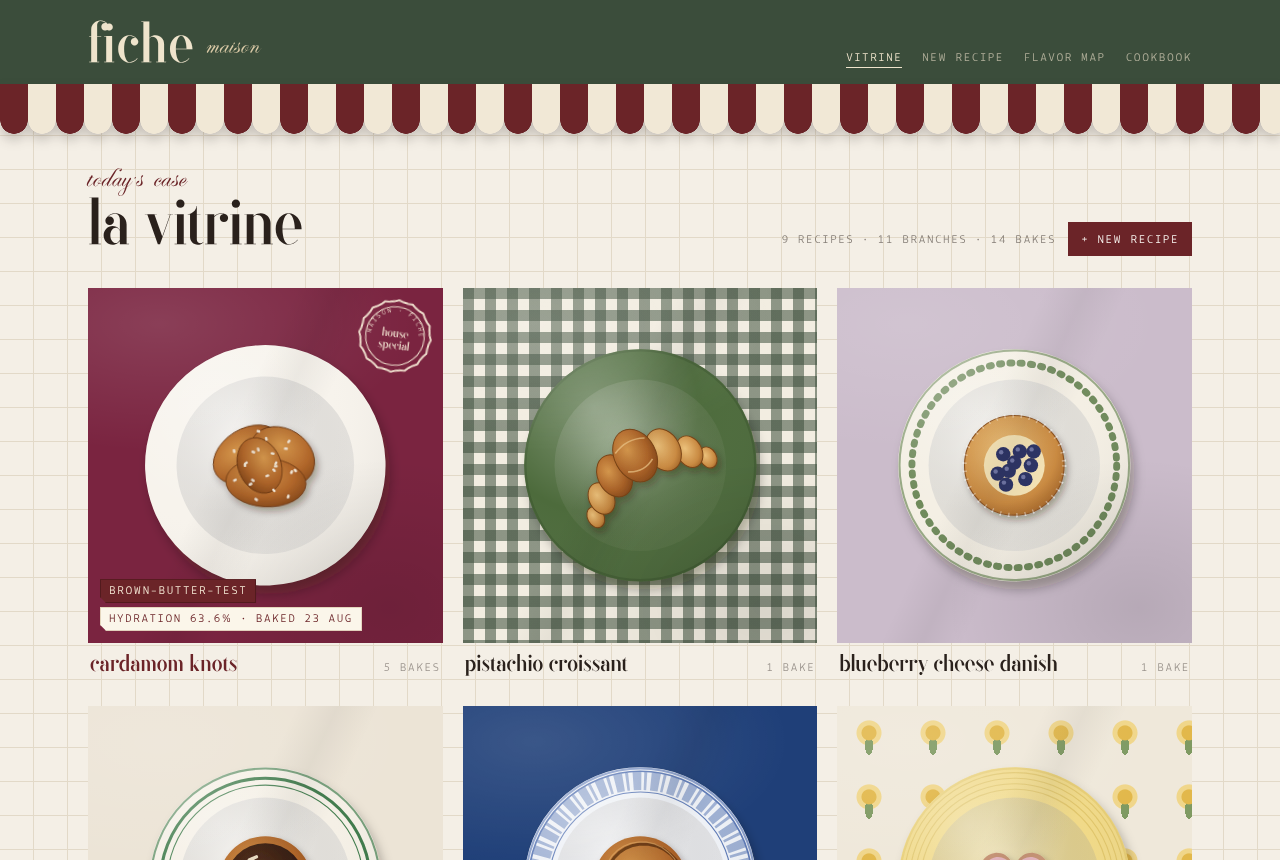 fiche maison
VITRINE NEW RECIPE FLAVOR MAP COOKBOOK
today's case
la vitrine
9 RECIPES · 11 BRANCHES · 14 BAKES
+ NEW RECIPE
MAISON · FICHE
house
special
BROWN-BUTTER-TEST
HYDRATION 63.6% · BAKED 23 AUG
cardamom knots
5 BAKES
pistachio croissant
1 BAKE
blueberry cheese danish
1 BAKE